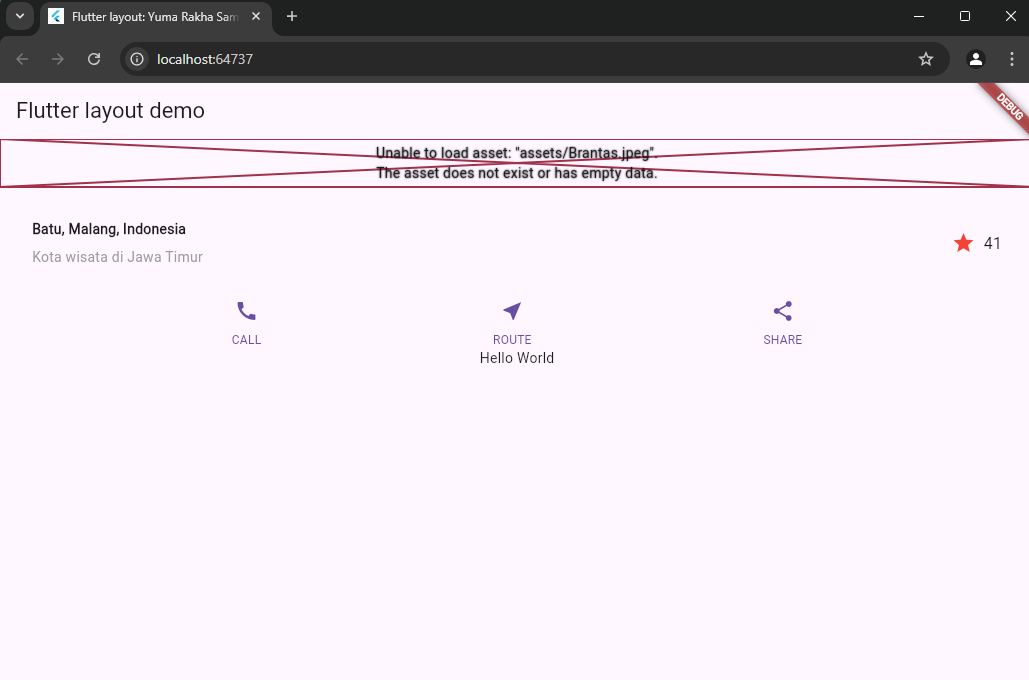 Flutter layout: Yuma Rakha Sam
localhost:64737
Flutter layout demo
DEBUG
Unable to load asset: "assets/Brantas.jpeg".
The asset does not exist or has empty data.
Batu, Malang, Indonesia
Kota wisata di Jawa Timur
41
CALL
ROUTE
SHARE
Hello World